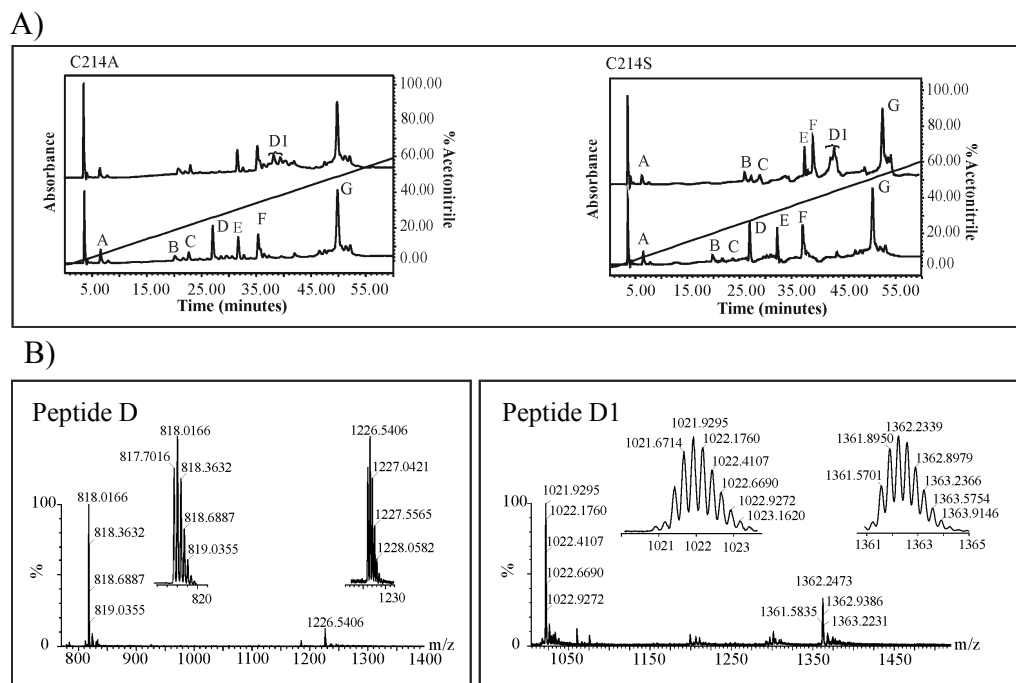 A)
C214A
Absorbance
100.00
80.00
60.00
40.00
20.00
0.00
% Acetonitrile
D1
A
B
C
D
E
F
G
5.00 15.00 25.00 35.00 45.00 55.00
Time (minutes)
C214S
Absorbance
100.00
80.00
60.00
40.00
20.00
0.00
% Acetonitrile
A
B
C
E
F
D1
G
A
B
C
D
E
F
G
5.00 15.00 25.00 35.00 45.00 55.00
Time (minutes)
B)
Peptide D
818.0166
817.7016
818.3632
818.6887
819.0355
820
1226.5406
1227.0421
1227.5565
1228.0582
1230
100
%
0
818.0166
818.3632
818.6887
819.0355
1226.5406
m/z
800 900 1000 1100 1200 1300 1400
Peptide D1
1021.9295
1021.6714
1022.1760
1022.4107
1022.6690
1022.9272
1023.1620
1021 1022 1023
1362.2339
1361.8950
1361.5701
1362.8979
1363.2366
1363.5754
1363.9146
1361 1363 1365
100
%
0
1021.9295
1022.1760
1022.4107
1022.6690
1022.9272
1362.2473
1361.5835
1362.9386
1363.2231
m/z
1050 1150 1250 1350 1450